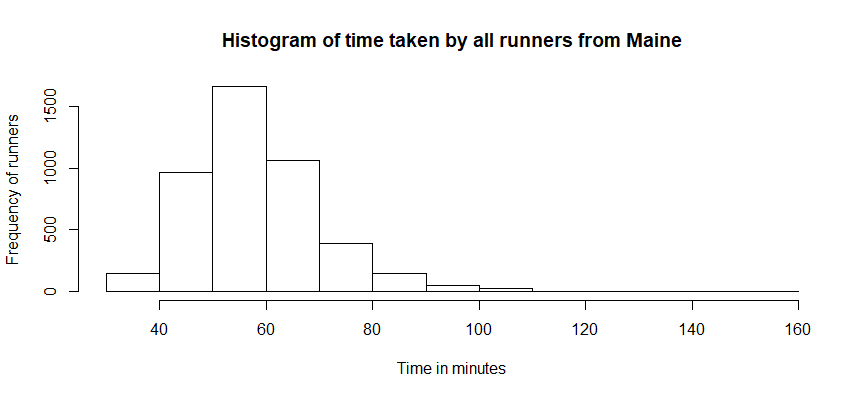 Histogram of time taken by all runners from Maine
Frequency of runners
1500
1000
500
0
40 60 80 100 120 140 160
Time in minutes